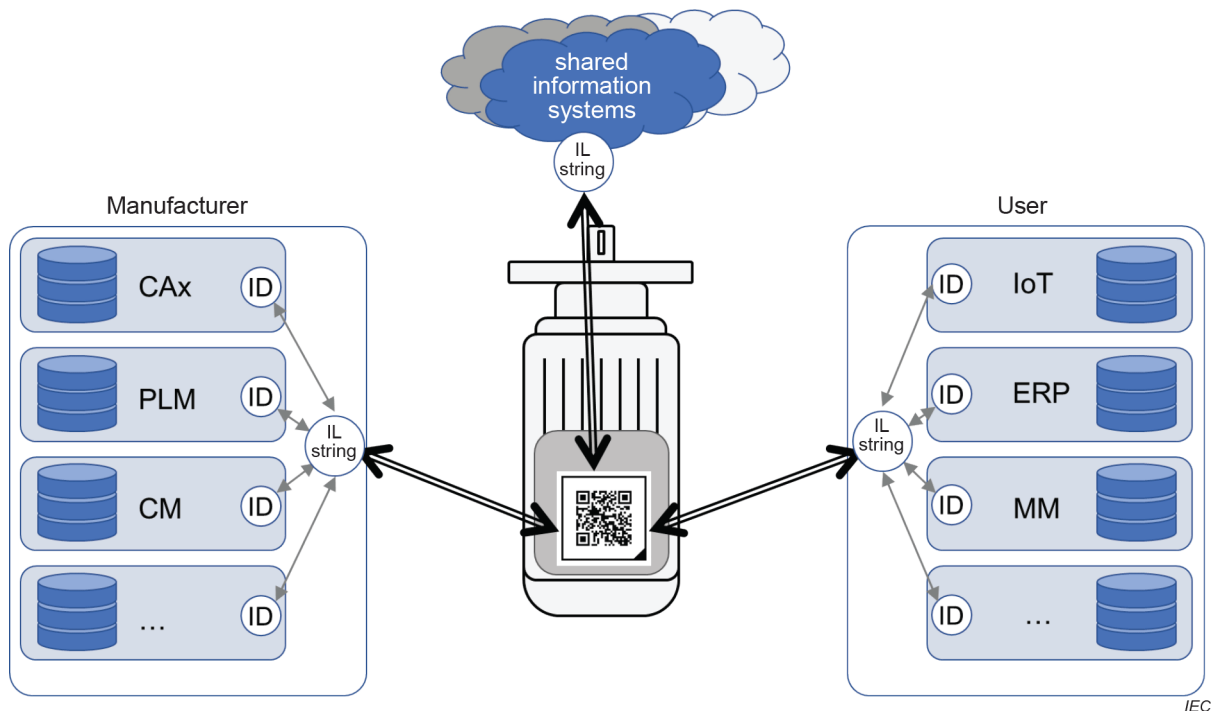 shared
information
systems
IL
string
Manufacturer
CAx
ID
PLM
ID
IL
string
CM
ID
...
ID
User
ID
IoT
ID
ERP
IL
string
ID
MM
ID
...
IEC